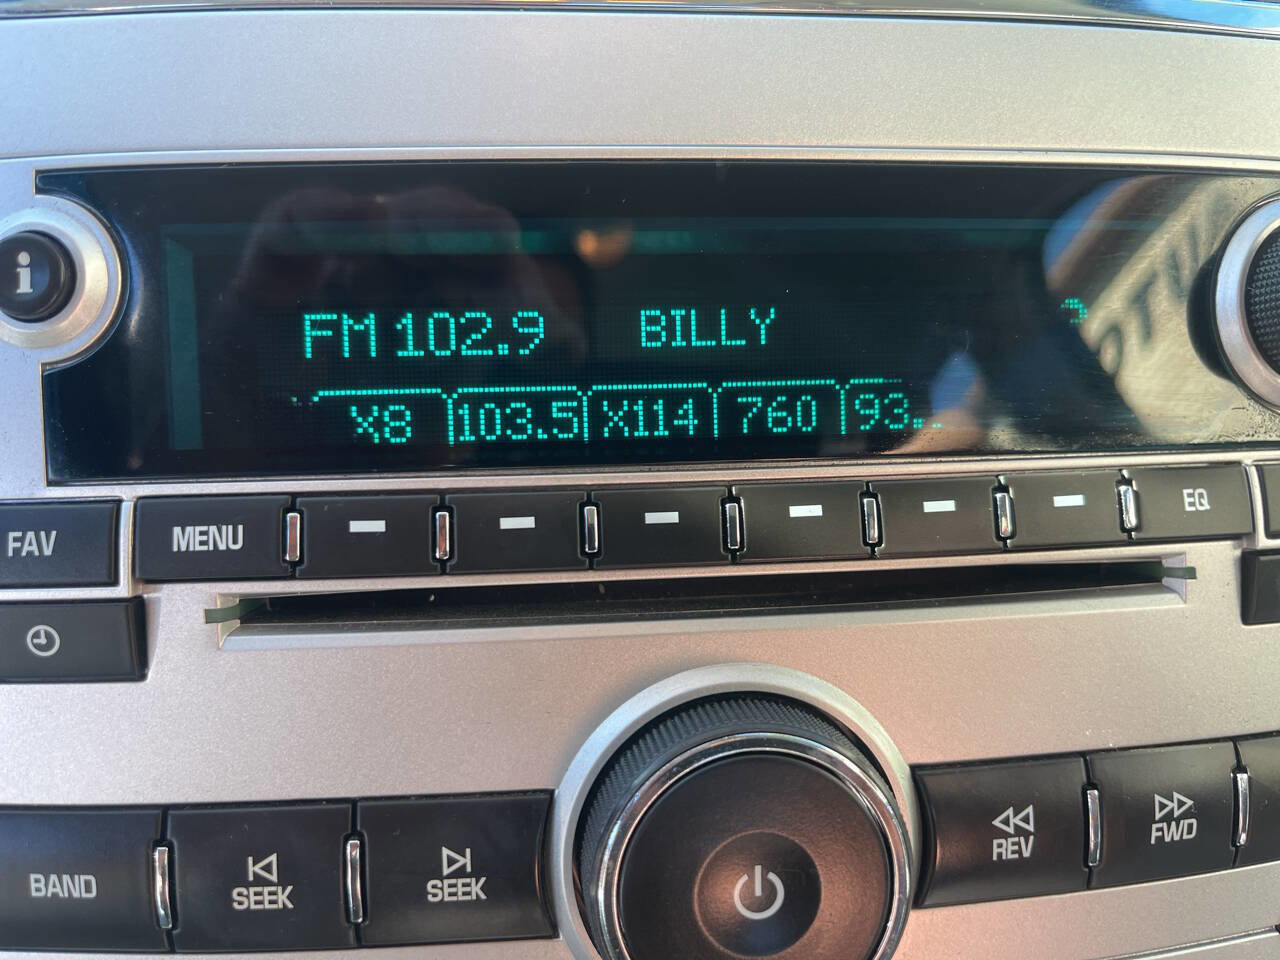 i
FM 102.9 BILLY
X8 103.5 X114 760 93.
FAV MENU EQ
BAND SEEK SEEK REV FWD